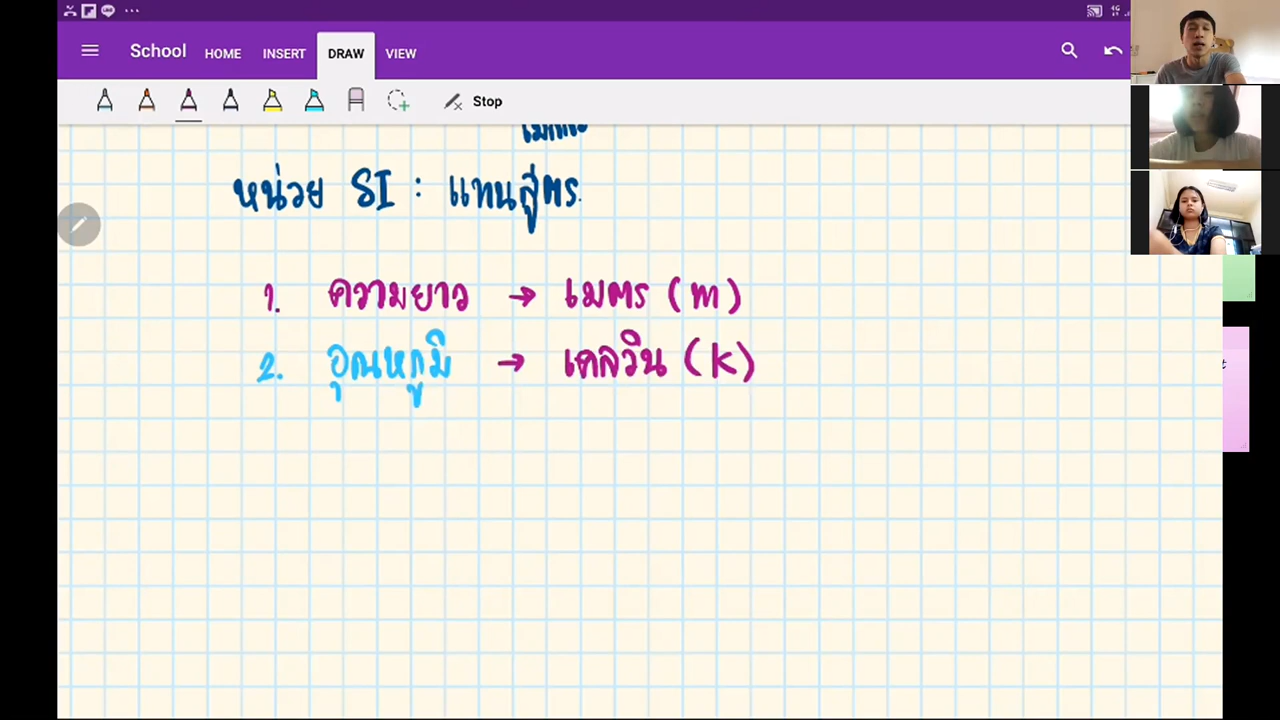 School HOME INSERT DRAW VIEW
Stop
หน่วย SI : แทนสูตร
1. ความยาว → เมตร (m)
2. อุณหภูมิ → เคลวิน (K)